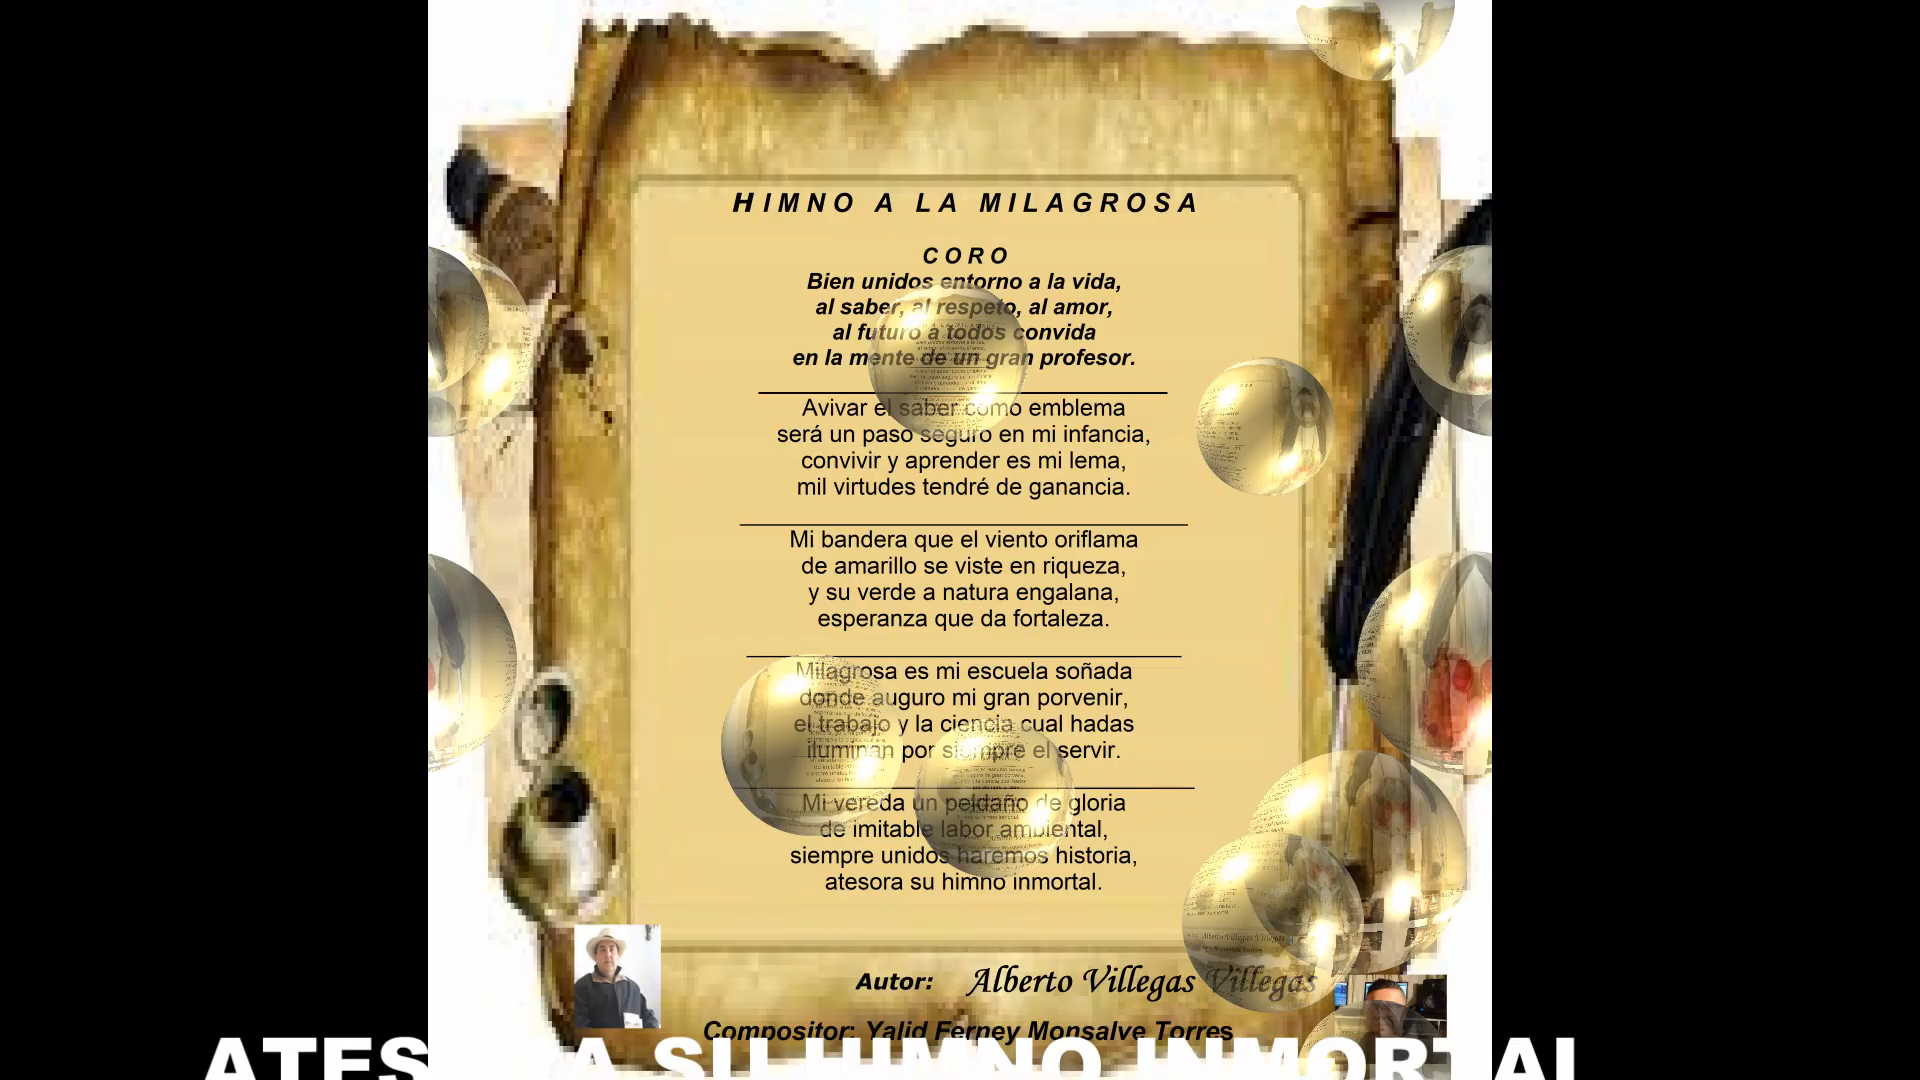 HIMNO A LA MILAGROSA
CORO
Bien unidos entorno a la vida,
al saber, al respeto, al amor,
al futuro a todos convida
en la mente de un gran profesor.
Avivar el saber como emblema
será un paso seguro en mi infancia,
convivir y aprender es mi lema,
mil virtudes tendré de ganancia.
Mi bandera que el viento oriflama
de amarillo se viste en riqueza,
y su verde a natura engalana,
esperanza que da fortaleza.
Milagrosa es mi escuela soñada
donde auguro mi gran porvenir,
el trabajo y la ciencia cual hadas
iluminan por siempre el servir.
Mi vereda un peldaño de gloria
de imitable labor ambiental,
siempre unidos haremos historia,
atesora su himno inmortal.
Autor: Alberto Villegas Villegas
Compositor: Yalid Ferney Monsalve Torres
SU HIMNO INMORTAL